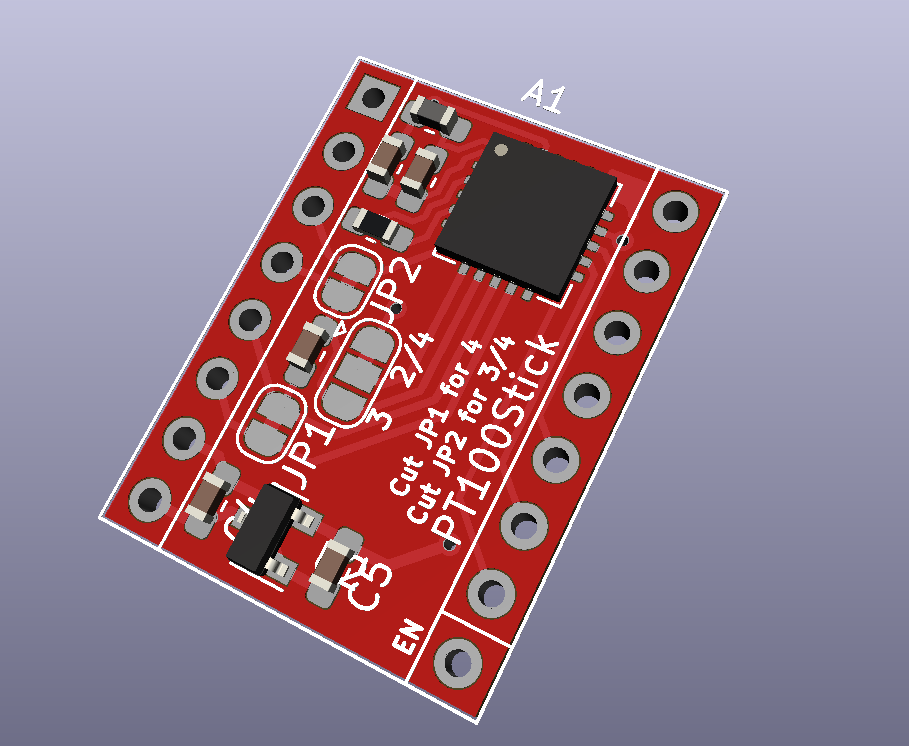 A1
JP2
2/4
3
JP1
Cut JP1 for 4
Cut JP2 for 3/4
PT100Stick
C5
EN